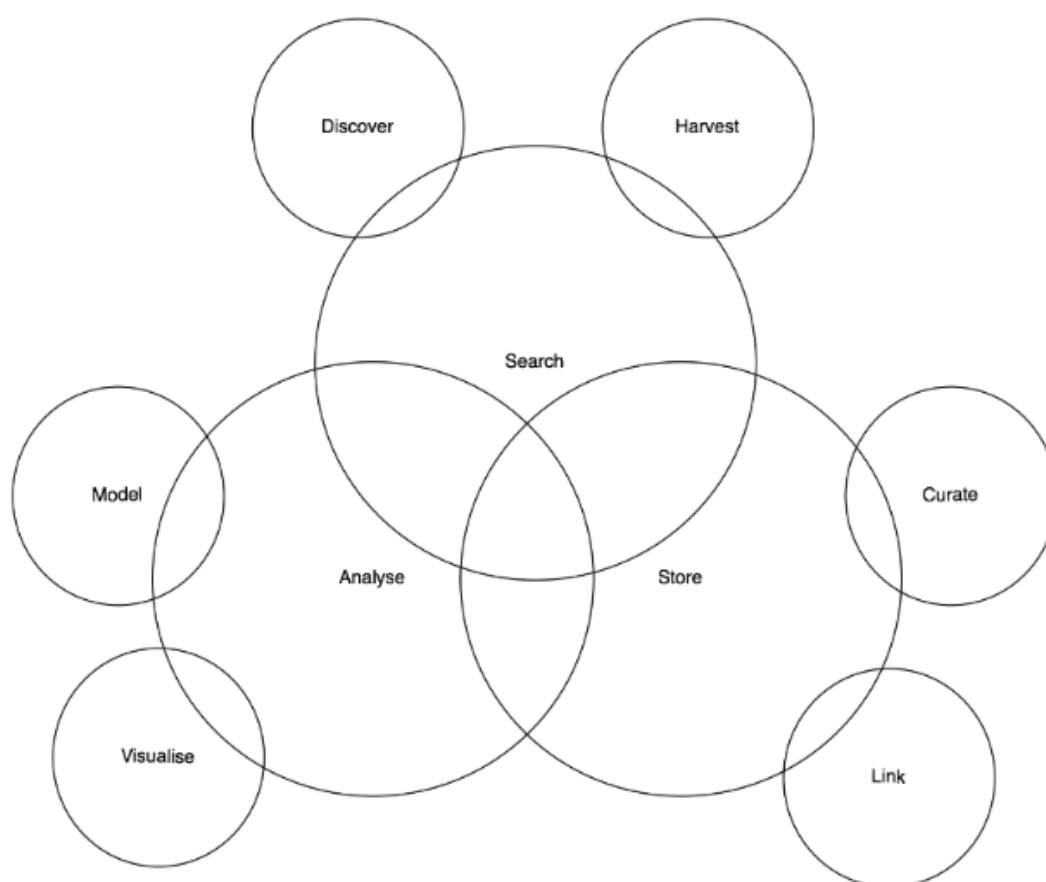 Discover
Harvest
Search
Model
Curate
Analyse
Store
Visualise
Link